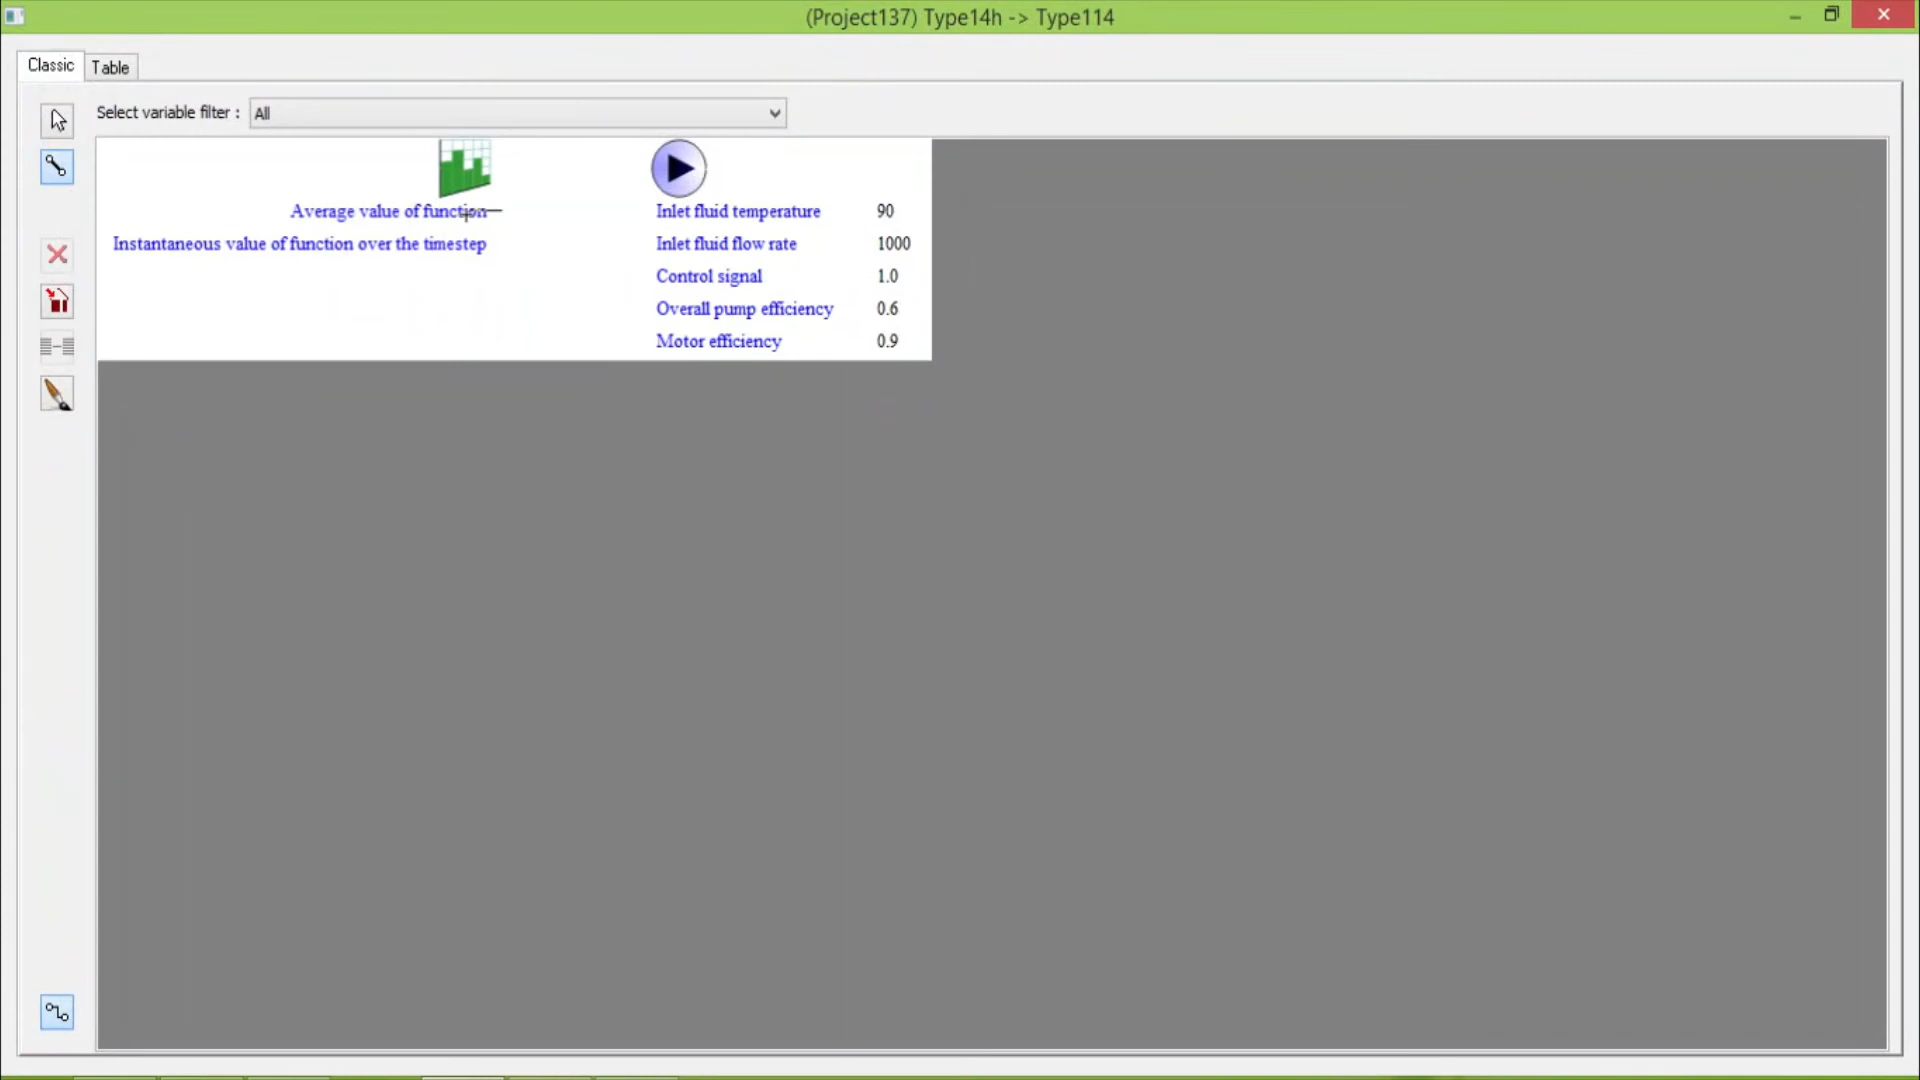 (Project137) Type14h -> Type114
Classic
Table
Select variable filter :
All
Average value of function
Inlet fluid temperature 90
Instantaneous value of function over the timestep
Inlet fluid flow rate 1000
Control signal 1.0
Overall pump efficiency 0.6
Motor efficiency 0.9